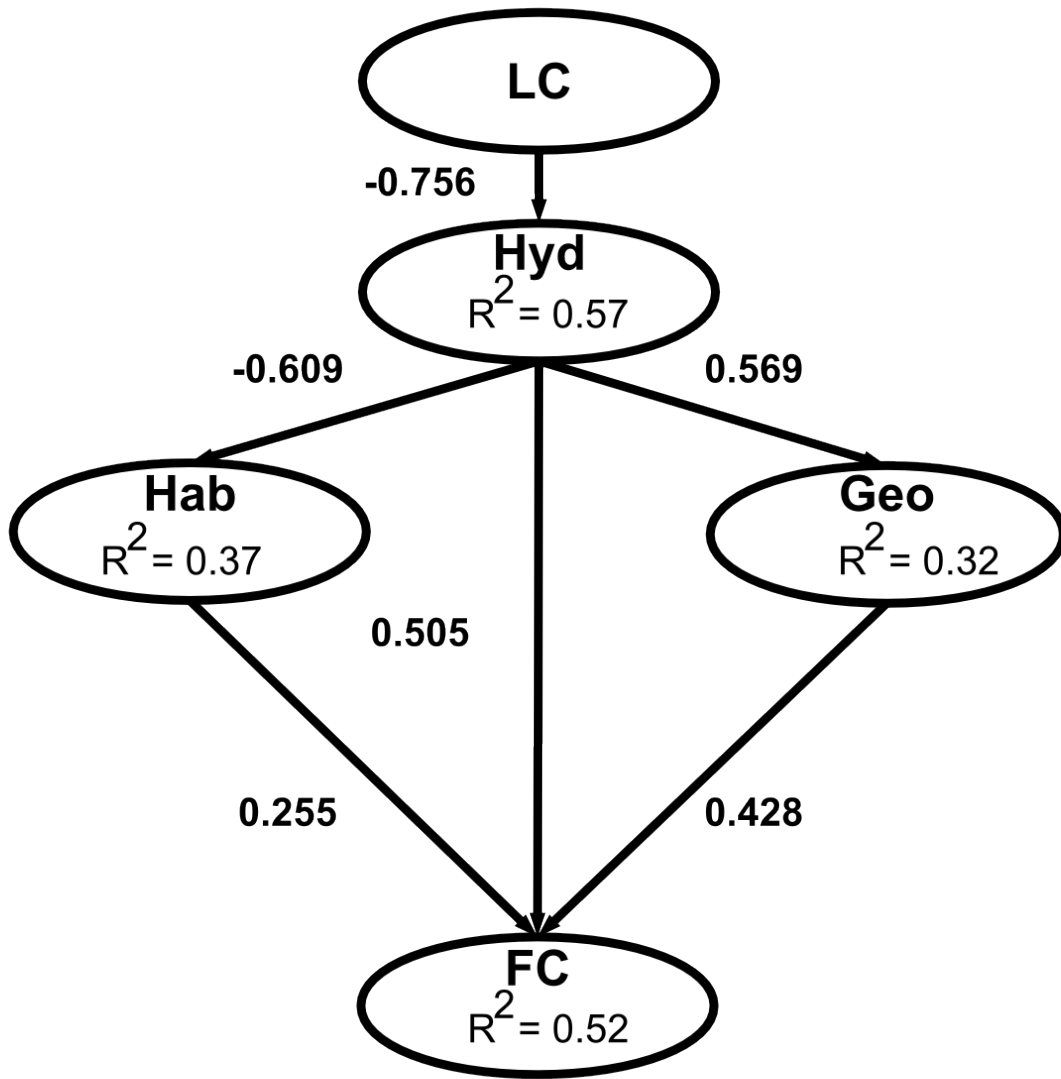 LC
-0.756
Hyd
R² = 0.57
-0.609
0.569
Hab
R² = 0.37
Geo
R² = 0.32
0.505
0.255
0.428
FC
R² = 0.52